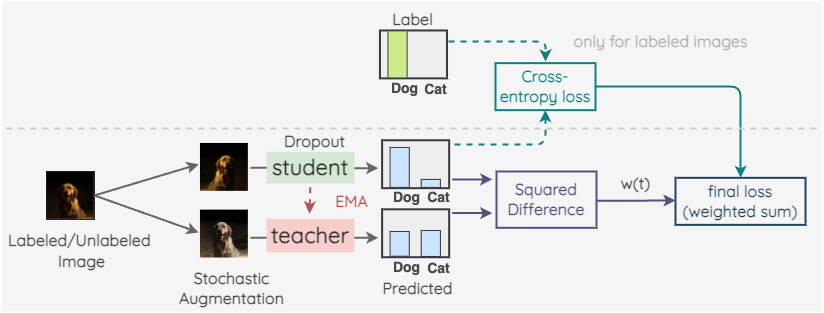 Label
only for labeled images
Dog Cat
Cross-
entropy loss
Dropout
student
Dog Cat
EMA
teacher
Dog Cat
Labeled/Unlabeled
Image
Stochastic
Augmentation
Predicted
Squared
Difference
w(t)
final loss
(weighted sum)